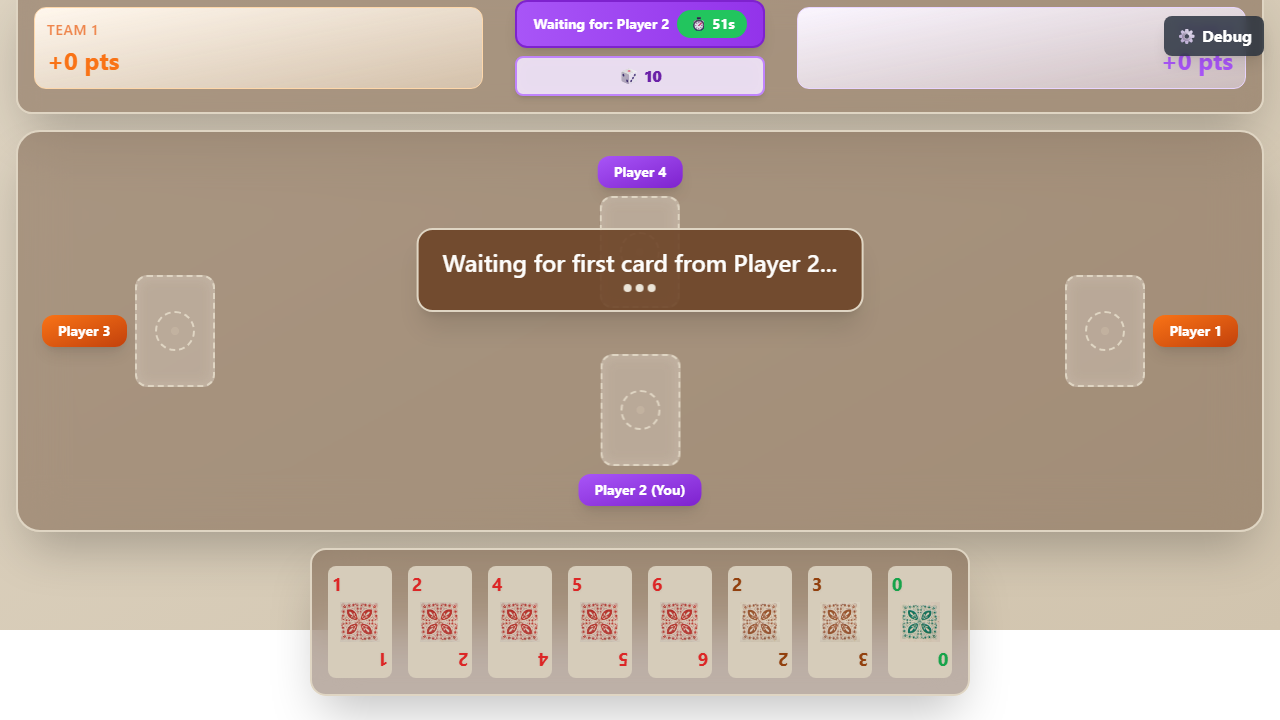 TEAM 1
+0 pts
Waiting for: Player 2 51s
10
Debug
+0 pts
Player 4
Waiting for first card from Player 2...
Player 3
Player 1
Player 2 (You)
1 2 4 5 6 2 3 0
1 2 4 5 6 2 3 0